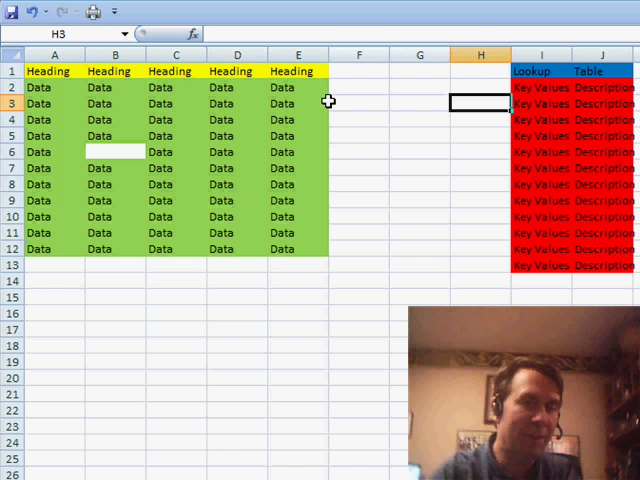 H3
fx
A B C D E F G H I J
1 Heading Heading Heading Heading Heading Lookup Table
2 Data Data Data Data Data Key Values Description
3 Data Data Data Data Data Key Values Description
4 Data Data Data Data Data Key Values Description
5 Data Data Data Data Data Key Values Description
6 Data Data Data Data Key Values Description
7 Data Data Data Data Data Key Values Description
8 Data Data Data Data Data Key Values Description
9 Data Data Data Data Data Key Values Description
10 Data Data Data Data Data Key Values Description
11 Data Data Data Data Data Key Values Description
12 Data Data Data Data Data Key Values Description
13 Key Values Description
14
15
16
17
18
19
20
21
22
23
24
25
26